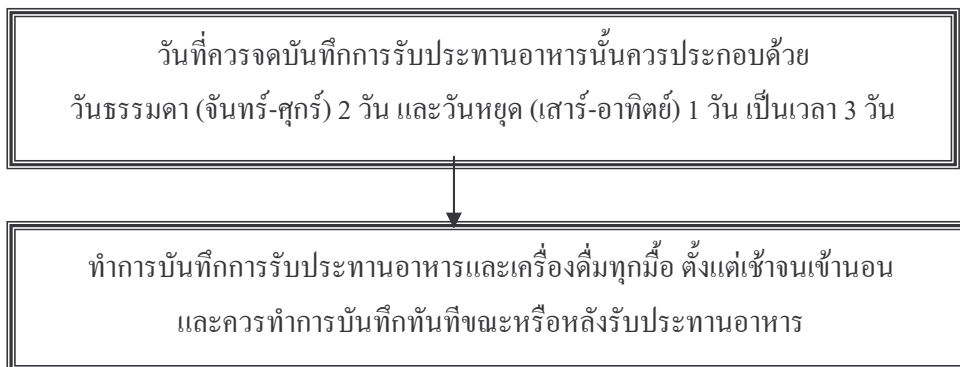 วันที่ควรจดบันทึกการรับประทานอาหารนั้นควรประกอบด้วย
วันธรรมดา (จันทร์-ศุกร์) 2 วัน และวันหยุด (เสาร์-อาทิตย์) 1 วัน เป็นเวลา 3 วัน
ทำการบันทึกการรับประทานอาหารและเครื่องดื่มทุกมื้อ ตั้งแต่เช้าจนเข้านอน
และควรทำการบันทึกทันทีขณะหรือหลังรับประทานอาหาร